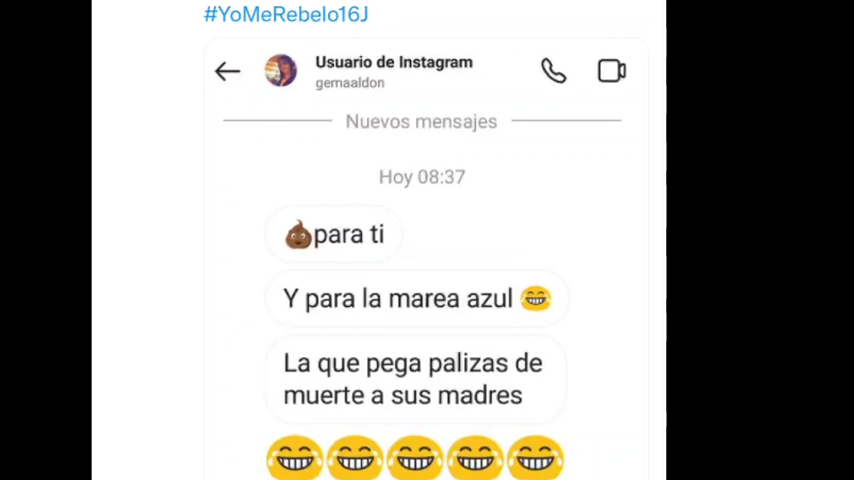 #YoMeRebelo16J
Usuario de Instagram
gemaaldon
Nuevos mensajes
Hoy 08:37
💩para ti
Y para la marea azul 😂
La que pega palizas de
muerte a sus madres
😂😂😂😂😂